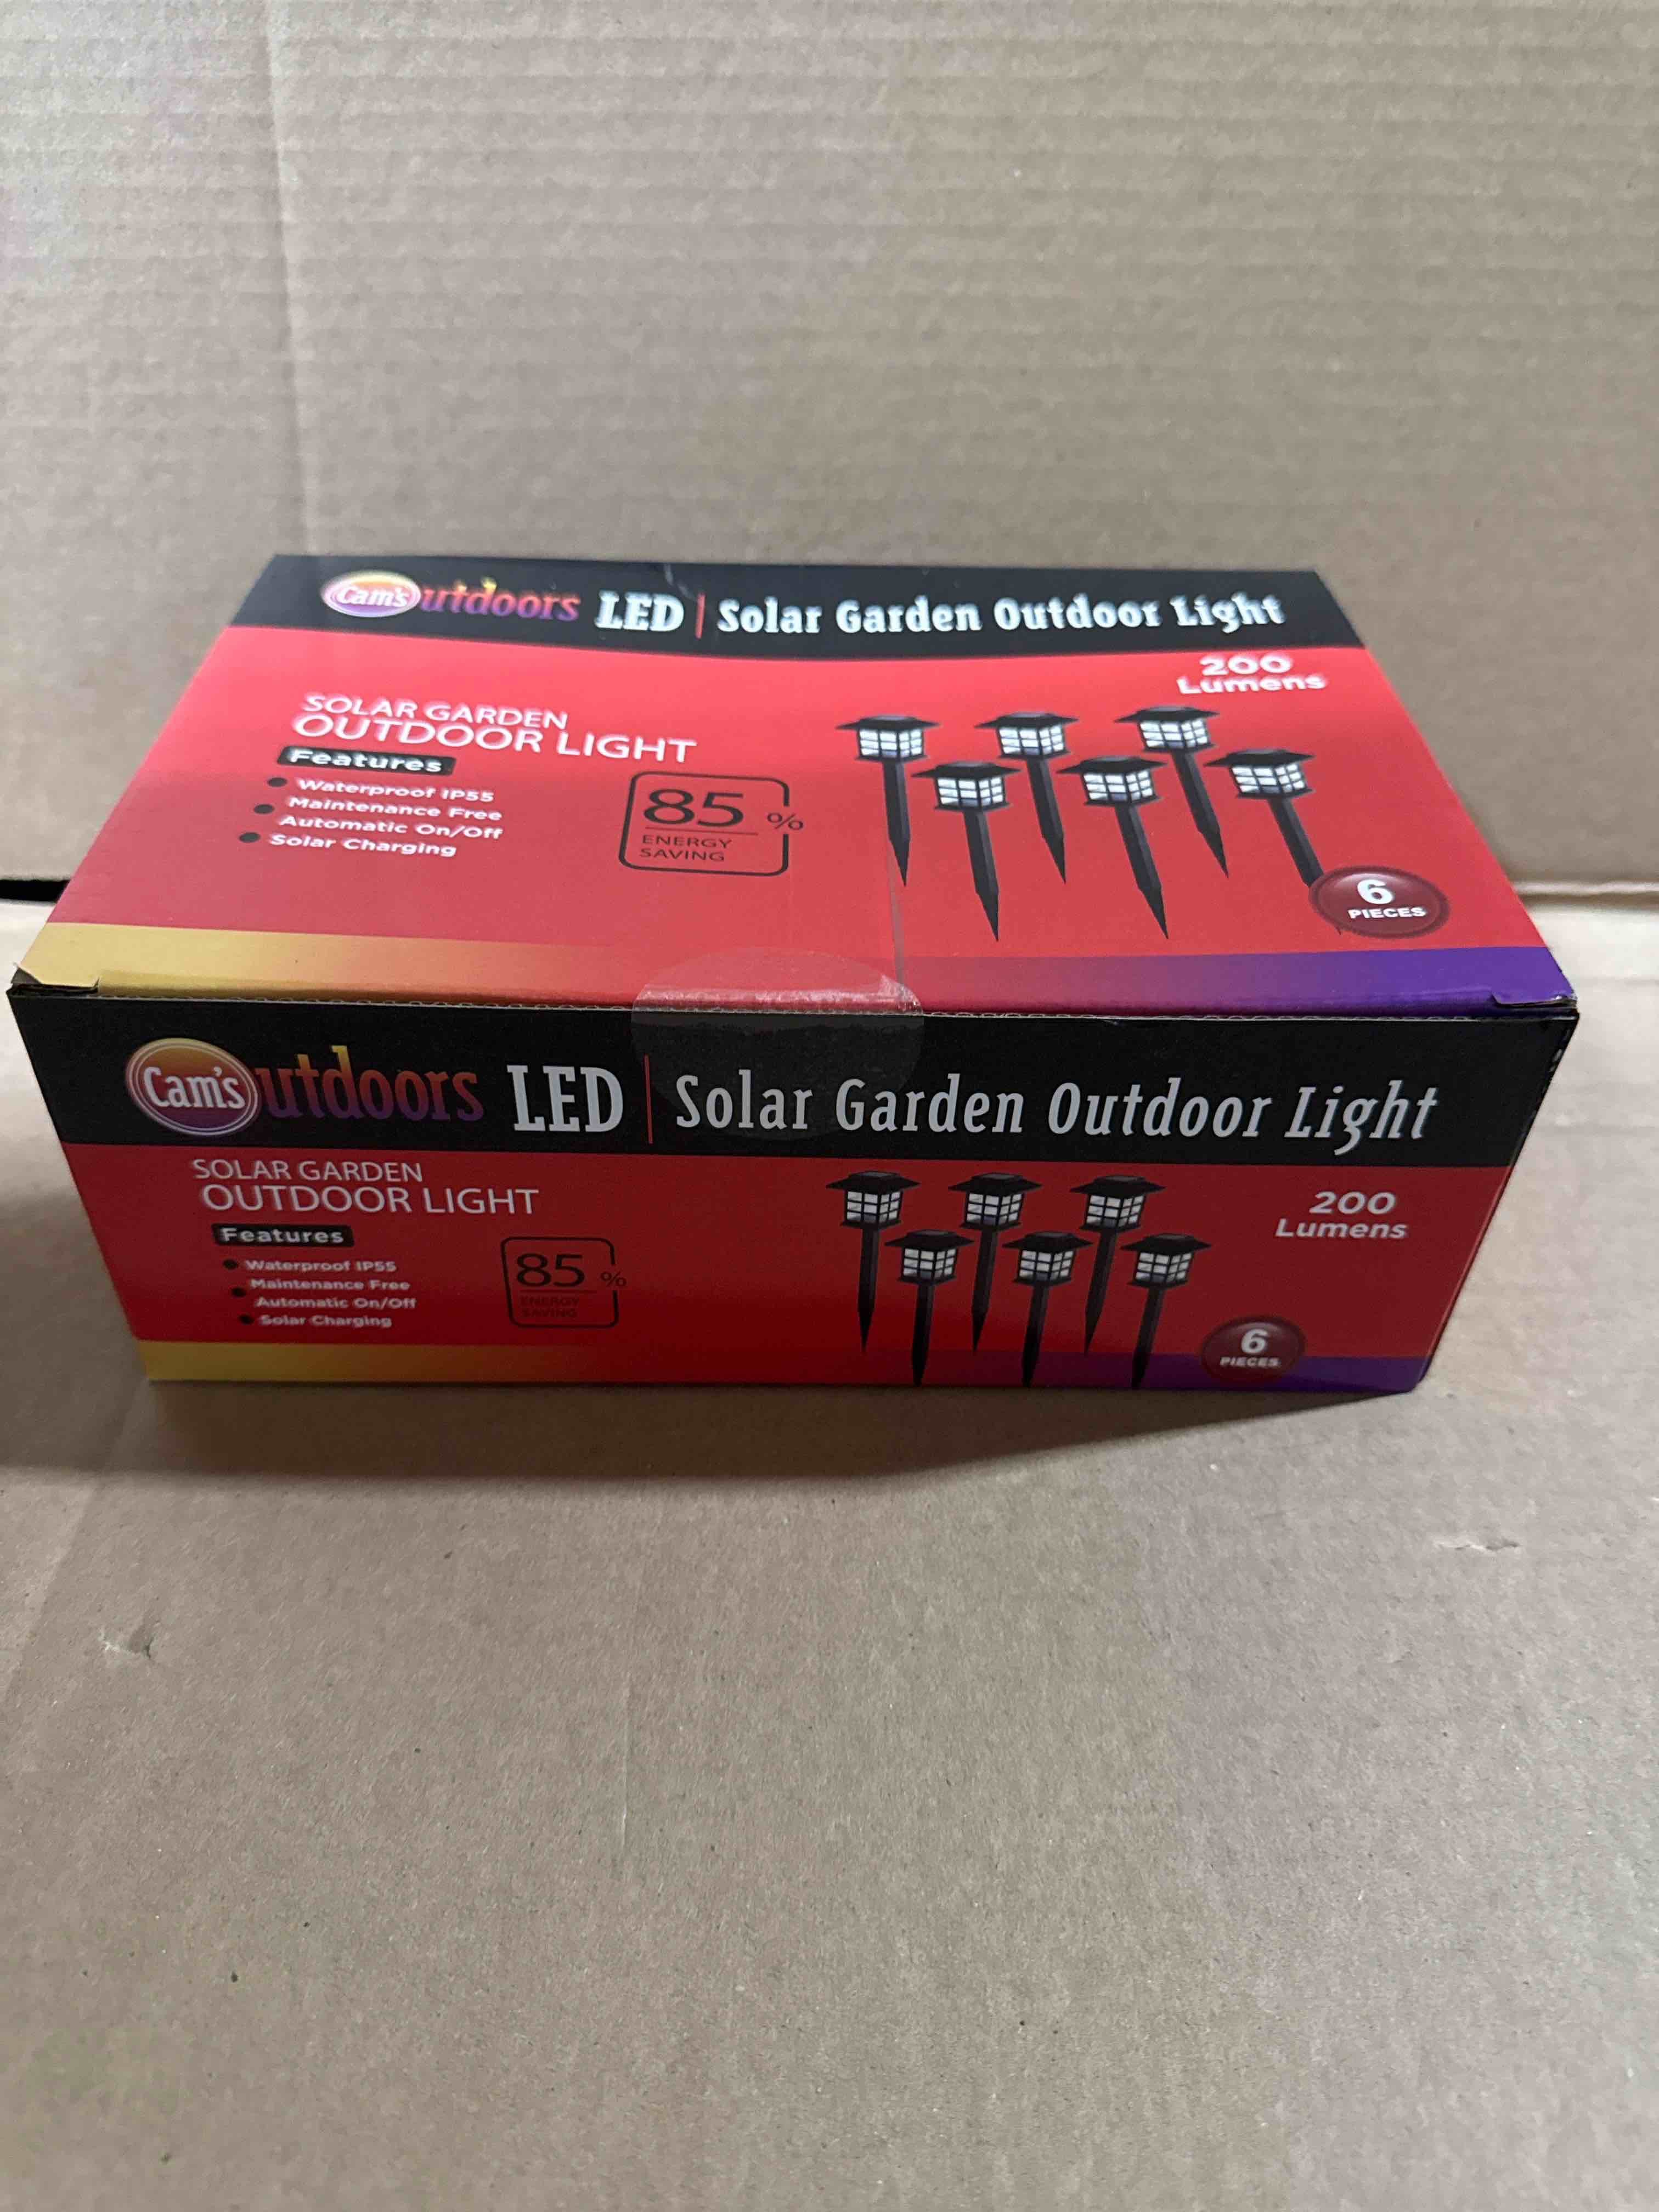 Cam's Outdoors LED | Solar Garden Outdoor Light
200
Lumens
SOLAR GARDEN
OUTDOOR LIGHT
Features
Waterproof IP55
Maintenance Free
Automatic On/Off
Solar Charging
85 %
ENERGY
SAVING
6
PIECES
Cam's Outdoors LED | Solar Garden Outdoor Light
SOLAR GARDEN
OUTDOOR LIGHT
Features
Waterproof IP55
Maintenance Free
Automatic On/Off
Solar Charging
85 %
ENERGY
SAVING
200
Lumens
6
PIECES